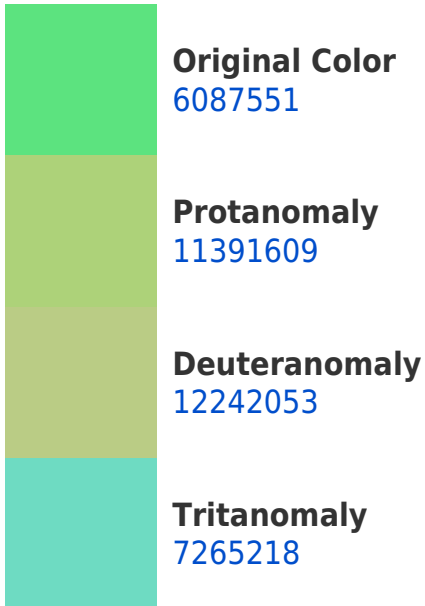 Original Color
6087551
Protanomaly
11391609
Deuteranomaly
12242053
Tritanomaly
7265218